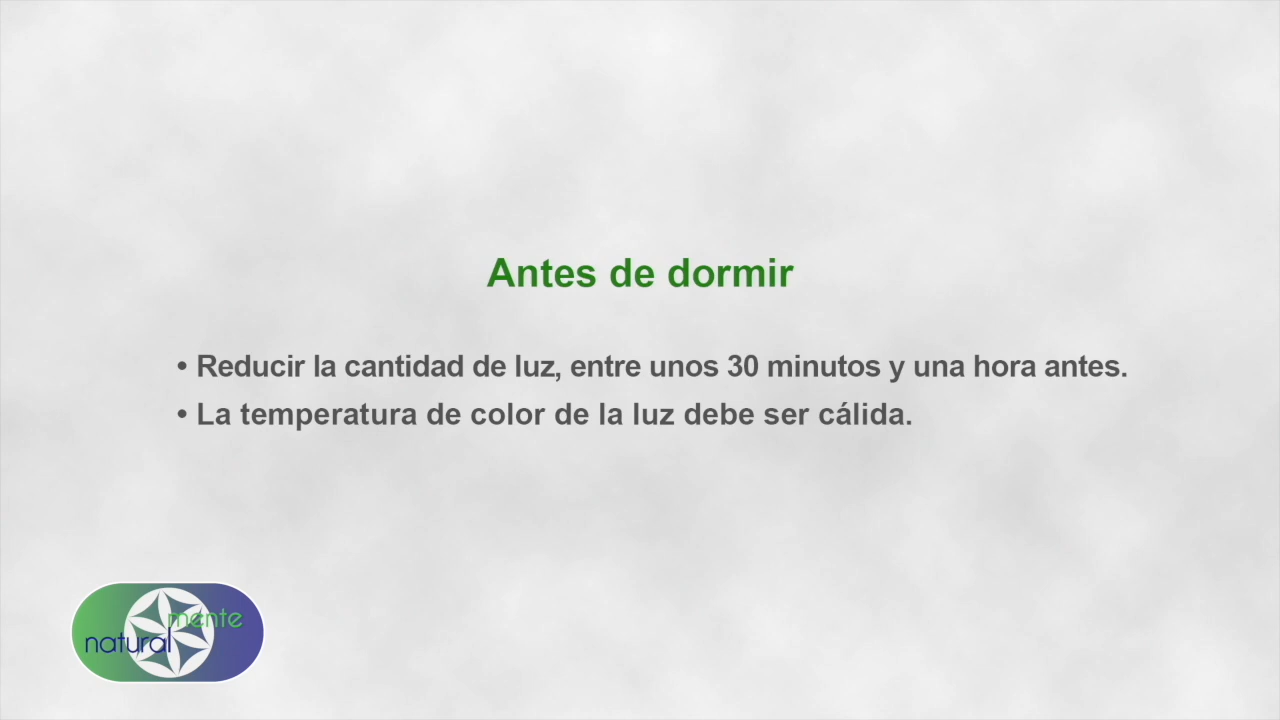 Antes de dormir
• Reducir la cantidad de luz, entre unos 30 minutos y una hora antes.
• La temperatura de color de la luz debe ser cálida.
natural
mente